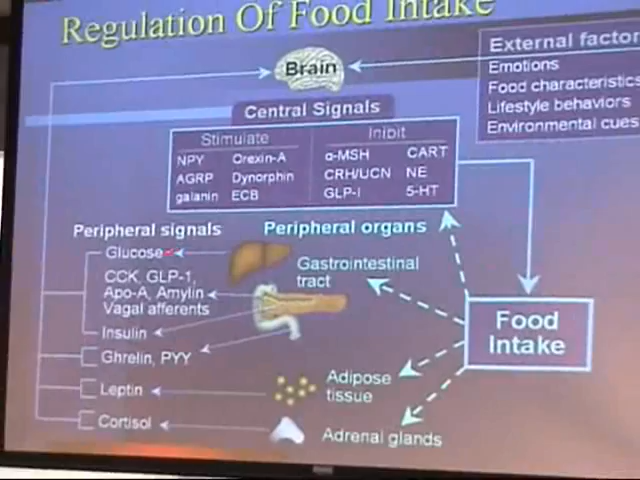 Regulation Of Food Intake
External factor
Emotions
Food characteristics
Lifestyle behaviors
Environmental cues
Brain
Central Signals
Stimulate
Inibit
NPY Orexin-A
AGRP Dynorphin
galanin ECB
α-MSH CART
CRH/UCN NE
GLP-I 5-HT
Peripheral signals
Peripheral organs
Glucose
CCK, GLP-1,
Apo-A, Amylin
Vagal afferents
Insulin
Ghrelin, PYY
Leptin
Cortisol
Gastrointestinal
tract
Adipose
tissue
Adrenal glands
Food
Intake